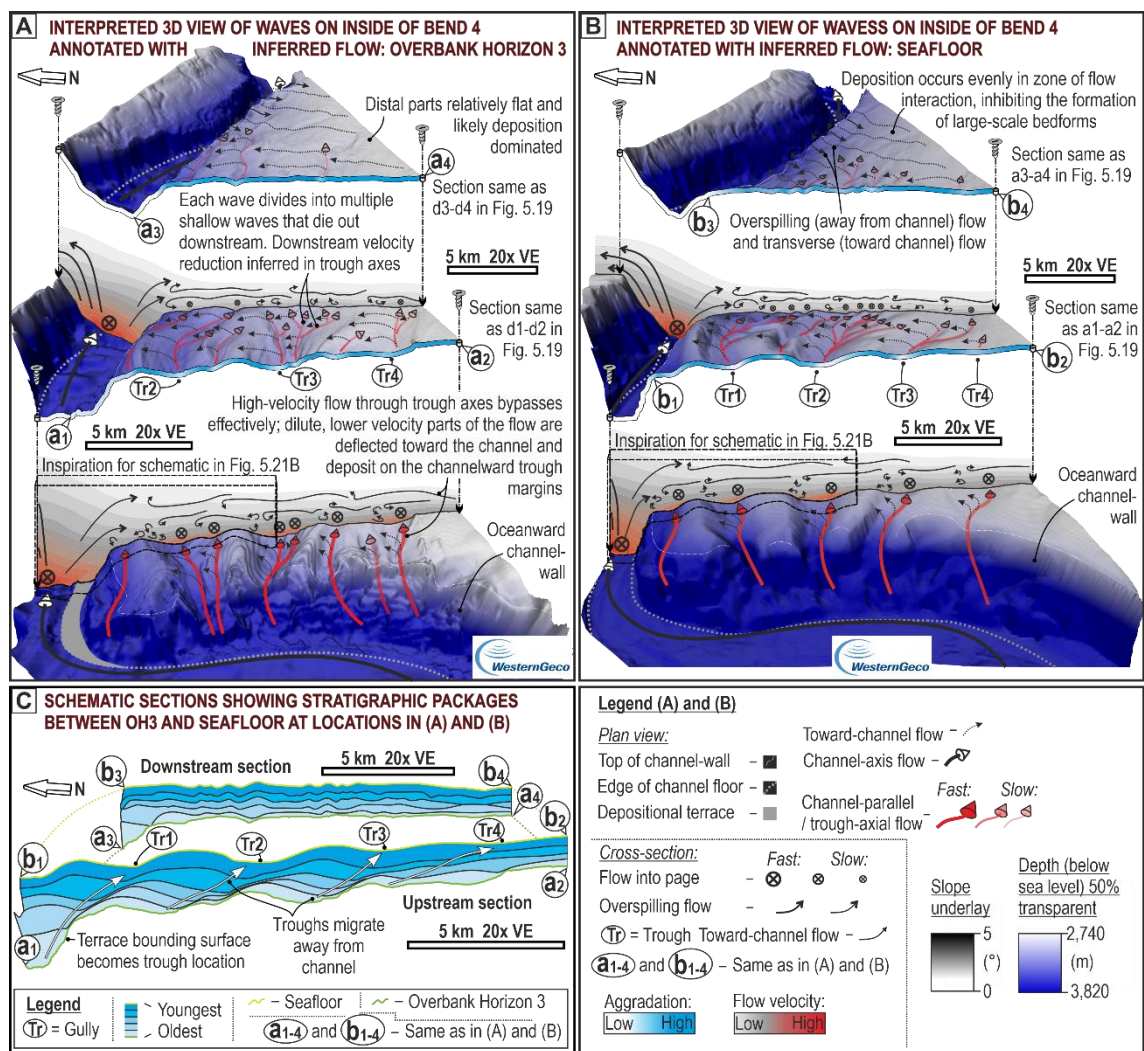 A
INTERPRETED 3D VIEW OF WAVES ON INSIDE OF BEND 4
ANNOTATED WITH INFERRED FLOW: OVERBANK HORIZON 3
N
Distal parts relatively flat and
likely deposition
dominated
a4
Section same as
d3-d4 in Fig. 5.19
a3
Each wave divides into multiple
shallow waves that die out
downstream. Downstream velocity
reduction inferred in trough axes
5 km 20x VE
Section same
as d1-d2 in
Fig. 5.19
a2
Tr2
Tr3
Tr4
a1
5 km 20x VE
High-velocity flow through trough axes bypasses
effectively; dilute, lower velocity parts of the flow are
deflected toward the channel and
deposit on the channelward trough
margins
Inspiration for schematic in Fig. 5.21B
Oceanward
channel-
wall
WesternGeco
B
INTERPRETED 3D VIEW OF WAVESS ON INSIDE OF BEND 4
ANNOTATED WITH INFERRED FLOW: SEAFLOOR
N
Deposition occurs evenly in zone of flow
interaction, inhibiting the formation
of large-scale bedforms
Section same as
a3-a4 in Fig. 5.19
b3
b4
Overspilling (away from channel) flow
and transverse (toward channel) flow
5 km 20x VE
Section same
as a1-a2 in
Fig. 5.19
b2
b1
Tr1
Tr2
Tr3
Tr4
5 km 20x VE
Inspiration for schematic in Fig. 5.21B
Oceanward
channel-
wall
WesternGeco
C
SCHEMATIC SECTIONS SHOWING STRATIGRAPHIC PACKAGES
BETWEEN OH3 AND SEAFLOOR AT LOCATIONS IN (A) AND (B)
5 km 20x VE
N
b3
Downstream section
b4
a4
a3
Tr1
Tr2
Tr3
Tr4
b2
b1
a2
a1
Upstream section
Troughs migrate
away from
channel
Terrace bounding surface
becomes trough location
5 km 20x VE
Legend
Tr = Gully
Youngest
Oldest
Seafloor
Overbank Horizon 3
a1-4 and b1-4 – Same as in (A) and (B)
Legend (A) and (B)
Plan view:
Top of channel-wall –
Edge of channel floor –
Depositional terrace –
Toward-channel flow –
Channel-axis flow –
Channel-parallel
/ trough-axial flow –
Fast: Slow:
Cross-section:
Fast: Slow:
Flow into page –
Overspilling flow –
Tr = Trough Toward-channel flow –
a1-4 and b1-4 – Same as in (A) and (B)
Aggradation:
Low High
Flow velocity:
Low High
Slope
underlay
5
(°)
0
Depth (below
sea level) 50%
transparent
2,740
(m)
3,820